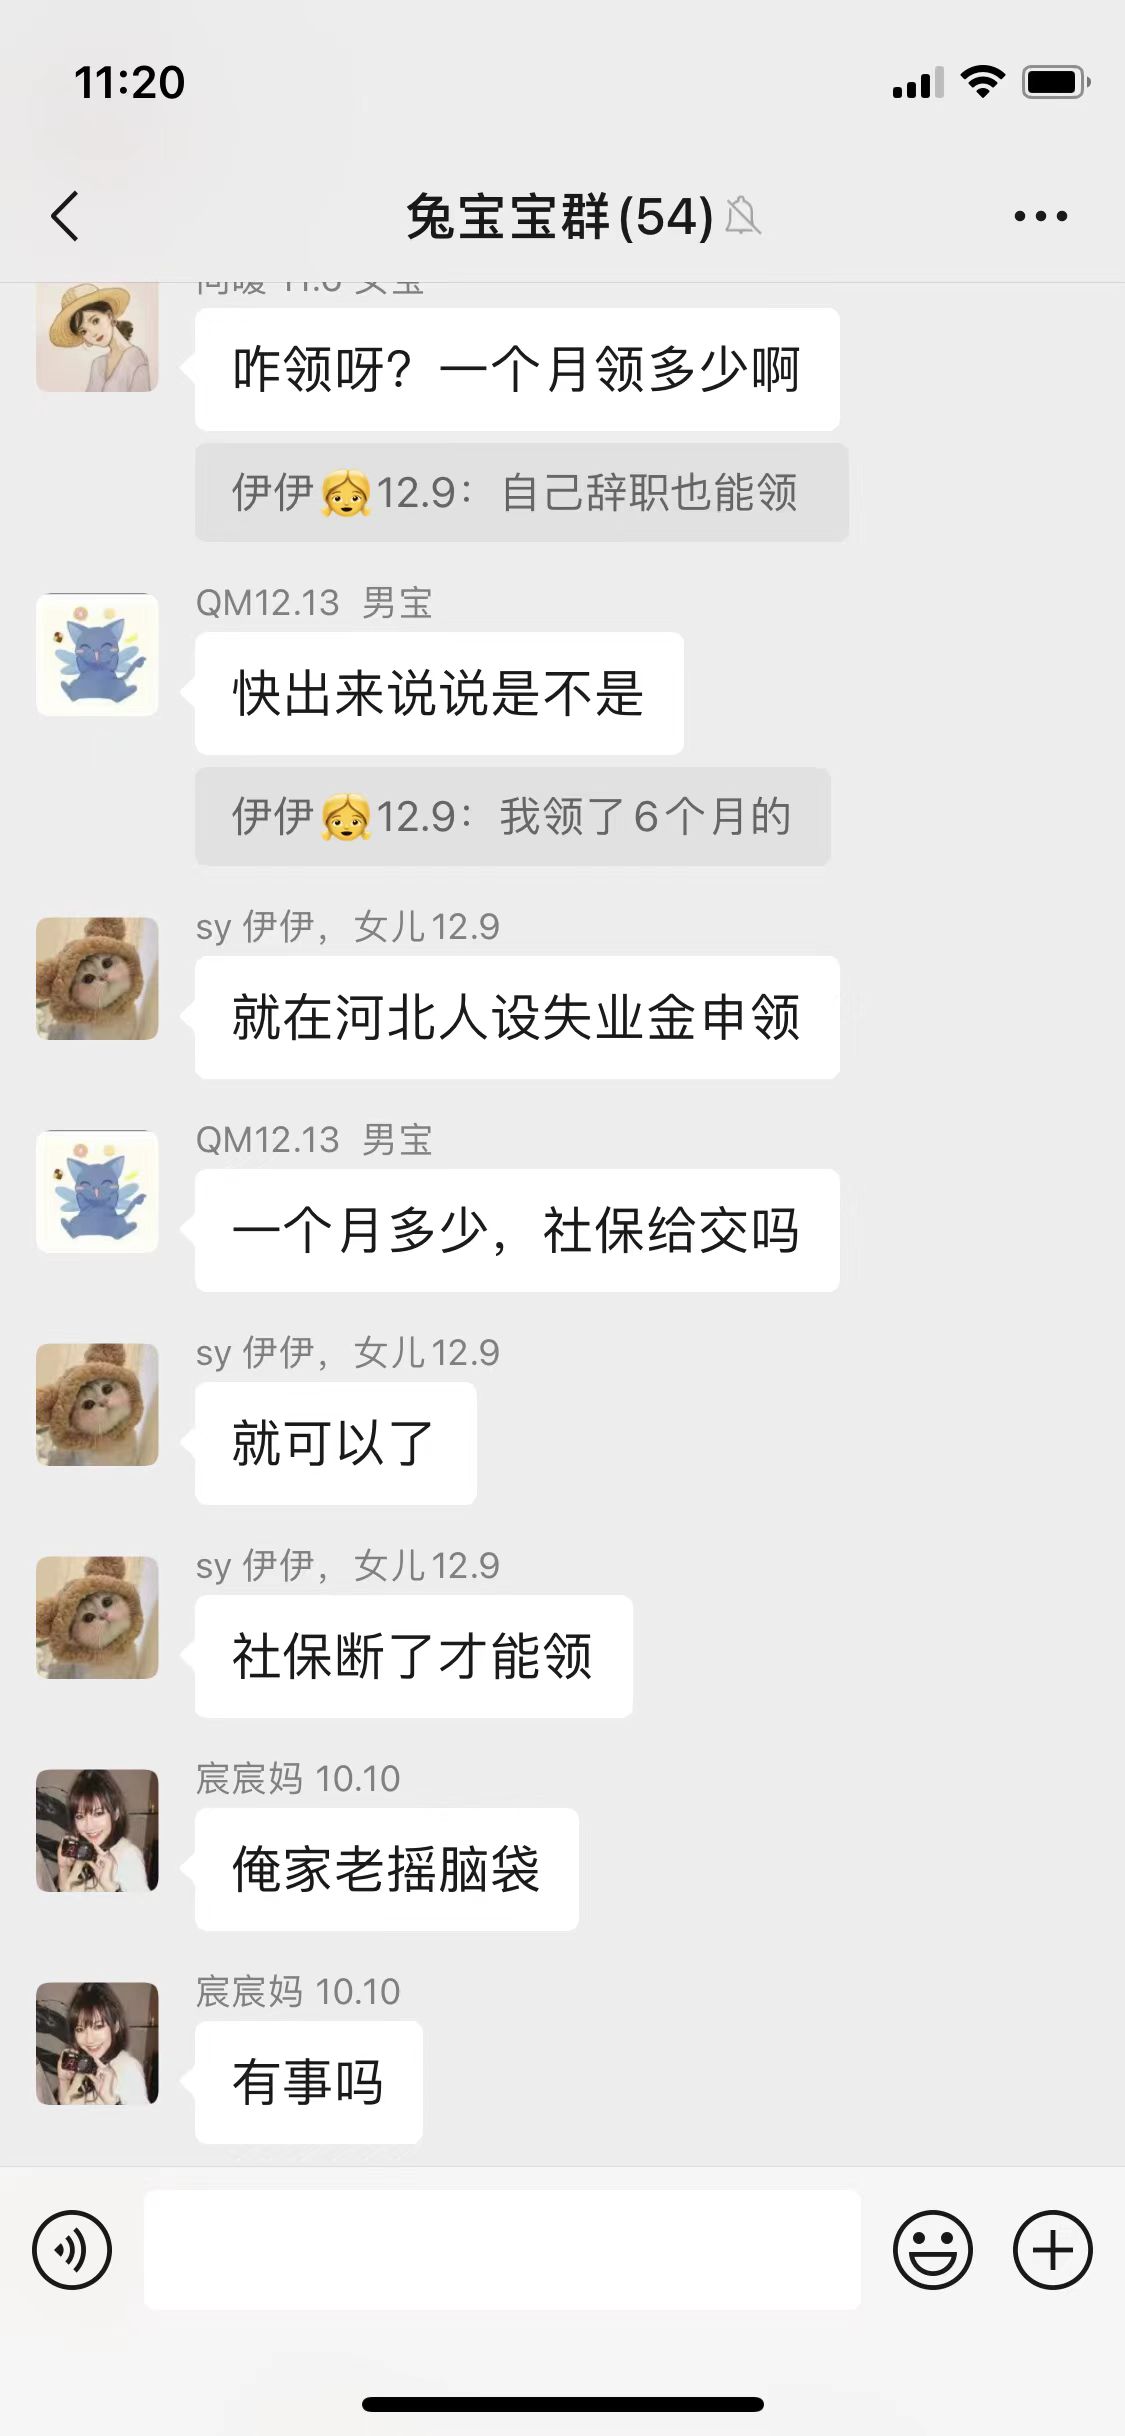 11:20
兔宝宝群(54)
向暖 11.6 女宝
咋领呀？一个月领多少啊
伊伊👧12.9：自己辞职也能领
QM12.13 男宝
快出来说说是不是
伊伊👧12.9：我领了6个月的
sy 伊伊，女儿12.9
就在河北人设失业金申领
QM12.13 男宝
一个月多少，社保给交吗
sy 伊伊，女儿12.9
就可以了
sy 伊伊，女儿12.9
社保断了才能领
宸宸妈 10.10
俺家老摇脑袋
宸宸妈 10.10
有事吗